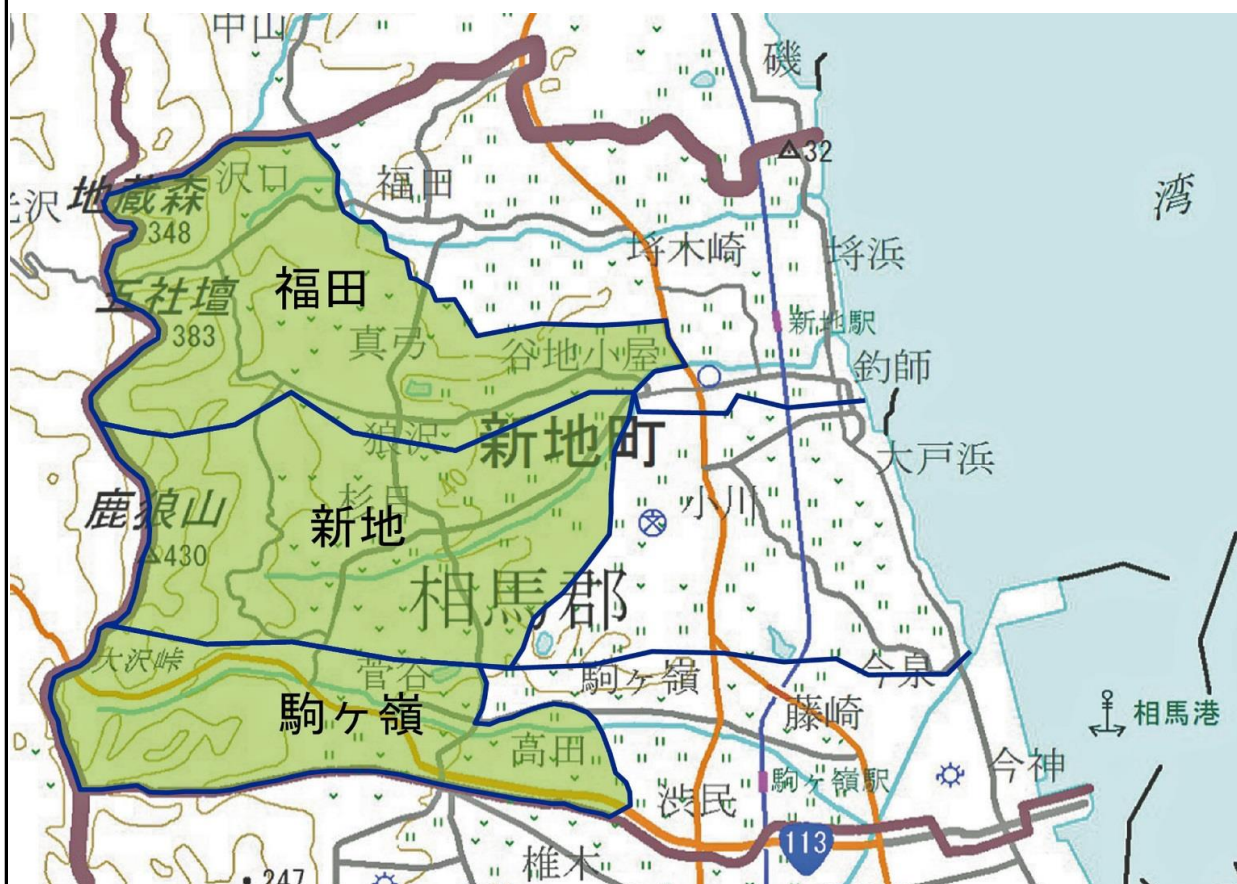 中山
磯
32
湾
沢口
福田
地蔵森
348
埓木崎
埓浜
福田
五社壇
383
真弓
谷地小屋
新地駅
釣師
狼沢
新地町
大戸浜
鹿狼山
杉目
40
小川
430
新地
相馬郡
大沢峠
菅谷
駒ヶ嶺
今泉
駒ヶ嶺
藤崎
相馬港
高田
渋民
駒ヶ嶺駅
今神
113
椎木
247